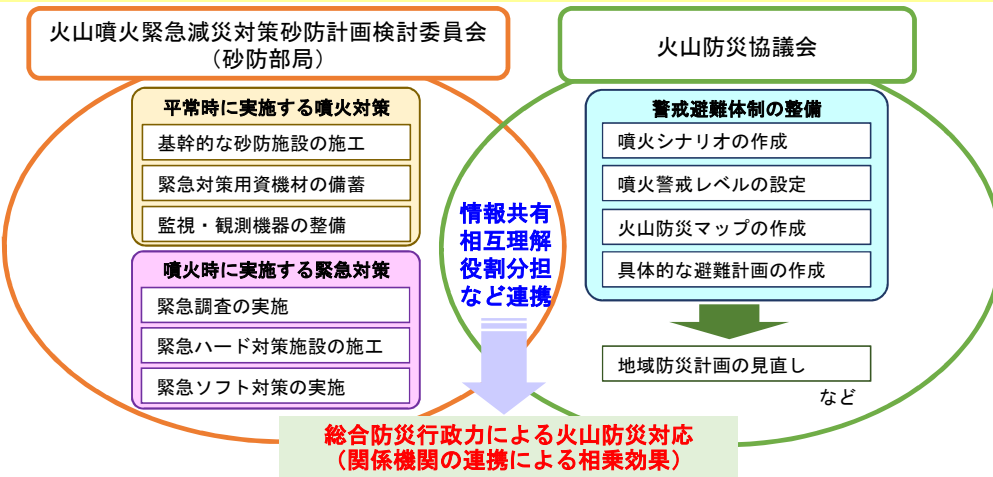 火山噴火緊急減災対策砂防計画検討委員会
（砂防部局）
平常時に実施する噴火対策
基幹的な砂防施設の施工
緊急対策用資機材の備蓄
監視・観測機器の整備
噴火時に実施する緊急対策
緊急調査の実施
緊急ハード対策施設の施工
緊急ソフト対策の実施
情報共有
相互理解
役割分担
など連携
火山防災協議会
警戒避難体制の整備
噴火シナリオの作成
噴火警戒レベルの設定
火山防災マップの作成
具体的な避難計画の作成
地域防災計画の見直し
など
総合防災行政力による火山防災対応
（関係機関の連携による相乗効果）